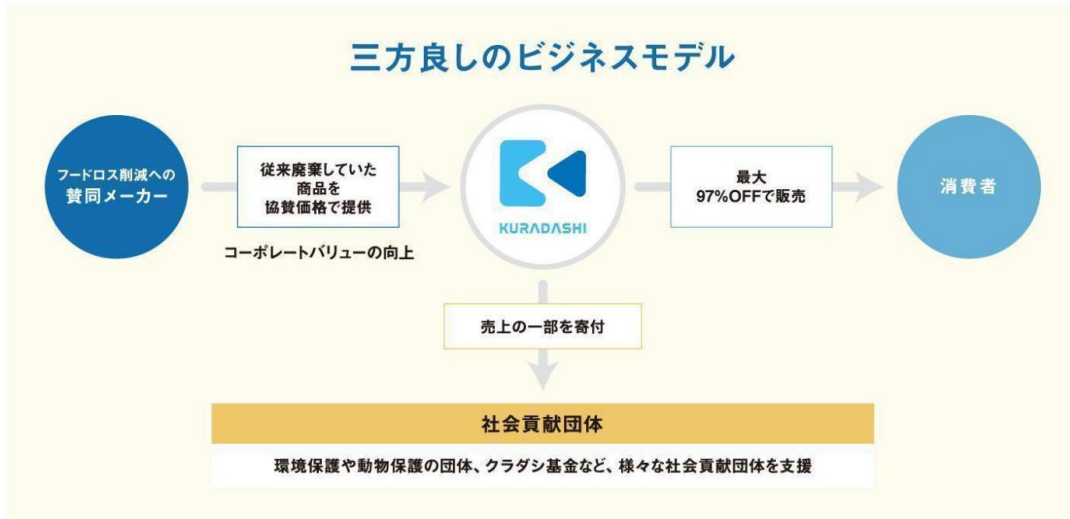 三方良しのビジネスモデル
フードロス削減への
賛同メーカー
従来廃棄していた
商品を
協賛価格で提供
コーポレートバリューの向上
KURADASHI
最大
97%OFFで販売
消費者
売上の一部を寄付
社会貢献団体
環境保護や動物保護の団体、クラダシ基金など、様々な社会貢献団体を支援